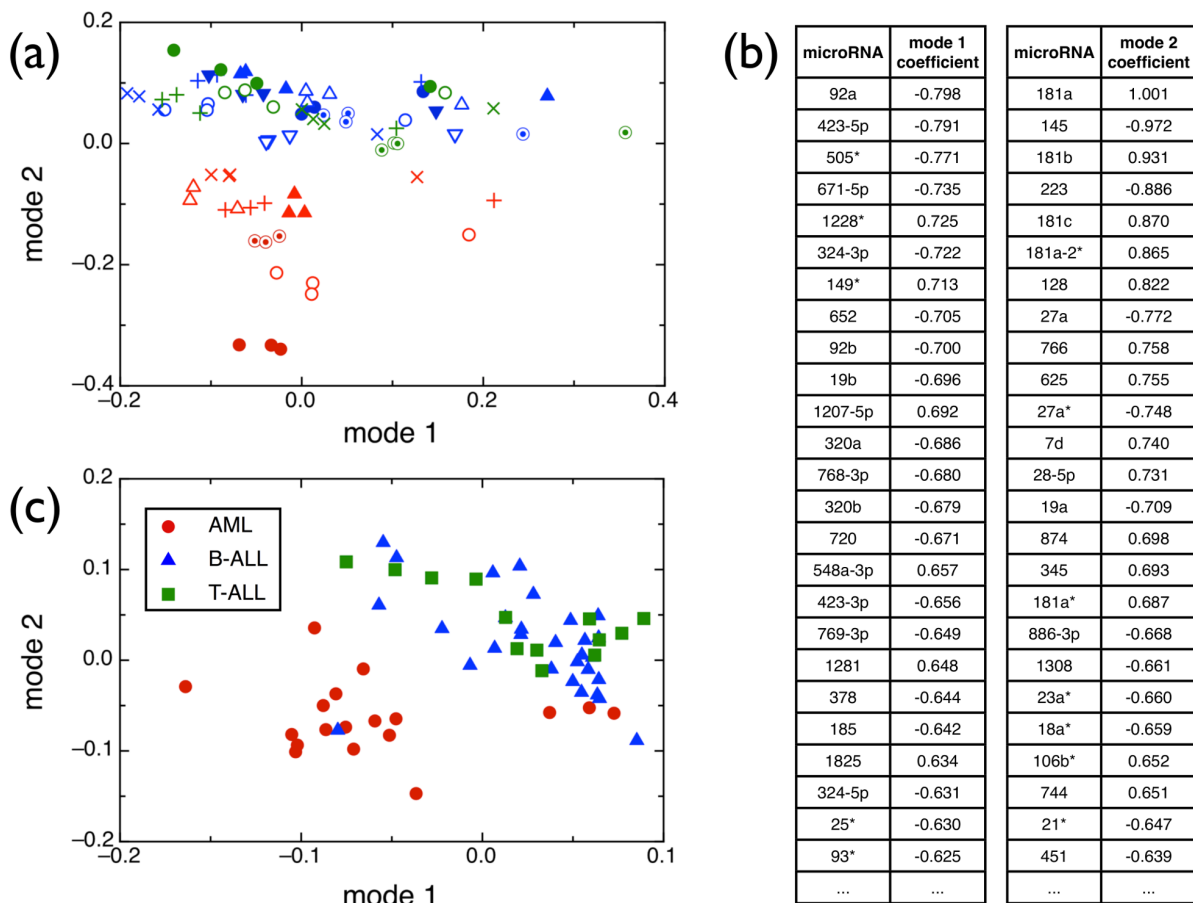 (a)
0.2
0.0
−0.2
−0.4
mode 2
−0.2
0.0
0.2
0.4
mode 1
(c)
0.2
0.1
0.0
−0.1
−0.2
mode 2
AML
B-ALL
T-ALL
−0.2
−0.1
0.0
0.1
mode 1
(b)
microRNA mode 1 coefficient
92a -0.798
423-5p -0.791
505* -0.771
671-5p -0.735
1228* 0.725
324-3p -0.722
149* 0.713
652 -0.705
92b -0.700
19b -0.696
1207-5p 0.692
320a -0.686
768-3p -0.680
320b -0.679
720 -0.671
548a-3p 0.657
423-3p -0.656
769-3p -0.649
1281 0.648
378 -0.644
185 -0.642
1825 0.634
324-5p -0.631
25* -0.630
93* -0.625
... ...
microRNA mode 2 coefficient
181a 1.001
145 -0.972
181b 0.931
223 -0.886
181c 0.870
181a-2* 0.865
128 0.822
27a -0.772
766 0.758
625 0.755
27a* -0.748
7d 0.740
28-5p 0.731
19a -0.709
874 0.698
345 0.693
181a* 0.687
886-3p -0.668
1308 -0.661
23a* -0.660
18a* -0.659
106b* 0.652
744 0.651
21* -0.647
451 -0.639
... ...